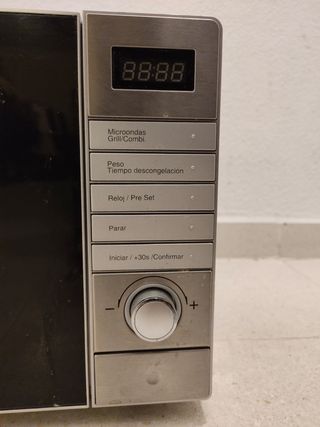 88:88
Microondas
Grill/Combi.
Peso
Tiempo descongelación
Reloj / Pre Set
Parar
Iniciar / +30s /Confirmar
- +